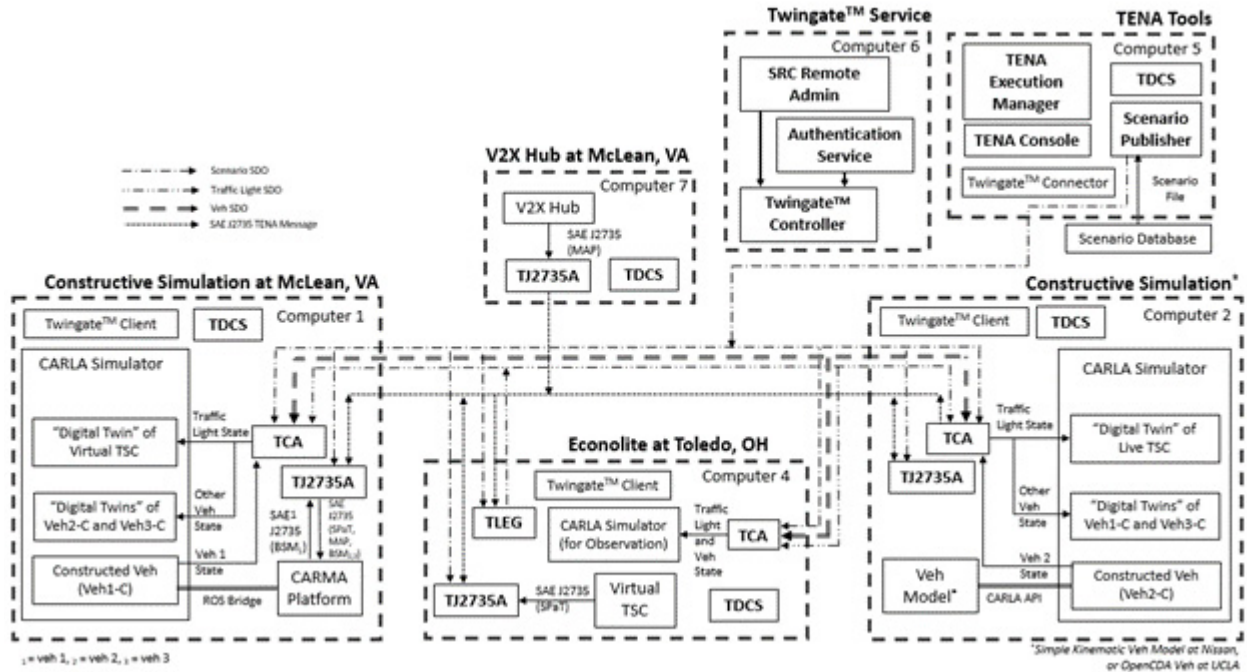 Twingate™ Service
TENA Tools
Computer 6
SRC Remote
Admin
Authentication
Service
Twingate™
Controller
Computer 5
TENA
Execution
Manager
TDCS
Scenario
Publisher
TENA Console
Twingate™ Connector
Scenario
File
Scenario Database
Scenario SDO
Traffic Light SDO
Veh SDO
SAE J2735 TENA Message
V2X Hub at McLean, VA
Computer 7
V2X Hub
SAE J2735
(MAP)
TJ2735A
TDCS
Constructive Simulation at McLean, VA
Twingate™ Client
TDCS
Computer 1
CARLA Simulator
Traffic
Light State
"Digital Twin" of
Virtual TSC
TCA
TJ2735A
Other
Veh
State
"Digital Twins" of
Veh2-C and Veh3-C
SAE1
J2735
(BSM₁)
SAE
J2735
(SPaT,
MAP,
Veh 1
State
Constructed Veh
(Veh1-C)
ROS Bridge
CARMA
Platform
Econolite at Toledo, OH
Computer 4
Twingate™ Client
TLEG
CARLA Simulator
(for Observation)
Traffic
Light
and
Veh
State
TCA
TJ2735A
SAE J2735
(SPaT)
Virtual
TSC
TDCS
Constructive Simulation*
Twingate™ Client
TDCS
Computer 2
CARLA Simulator
TCA
Traffic
Light State
"Digital Twin" of
Live TSC
TJ2735A
Other
Veh
State
"Digital Twins" of
Veh1-C and Veh3-C
Veh 2
State
Veh
Model*
CARLA API
Constructed Veh
(Veh2-C)
₁ = veh 1, ₂ = veh 2, ₃ = veh 3
*Simple Kinematic Veh Model at Nissan,
or OpenCDA Veh at UCLA